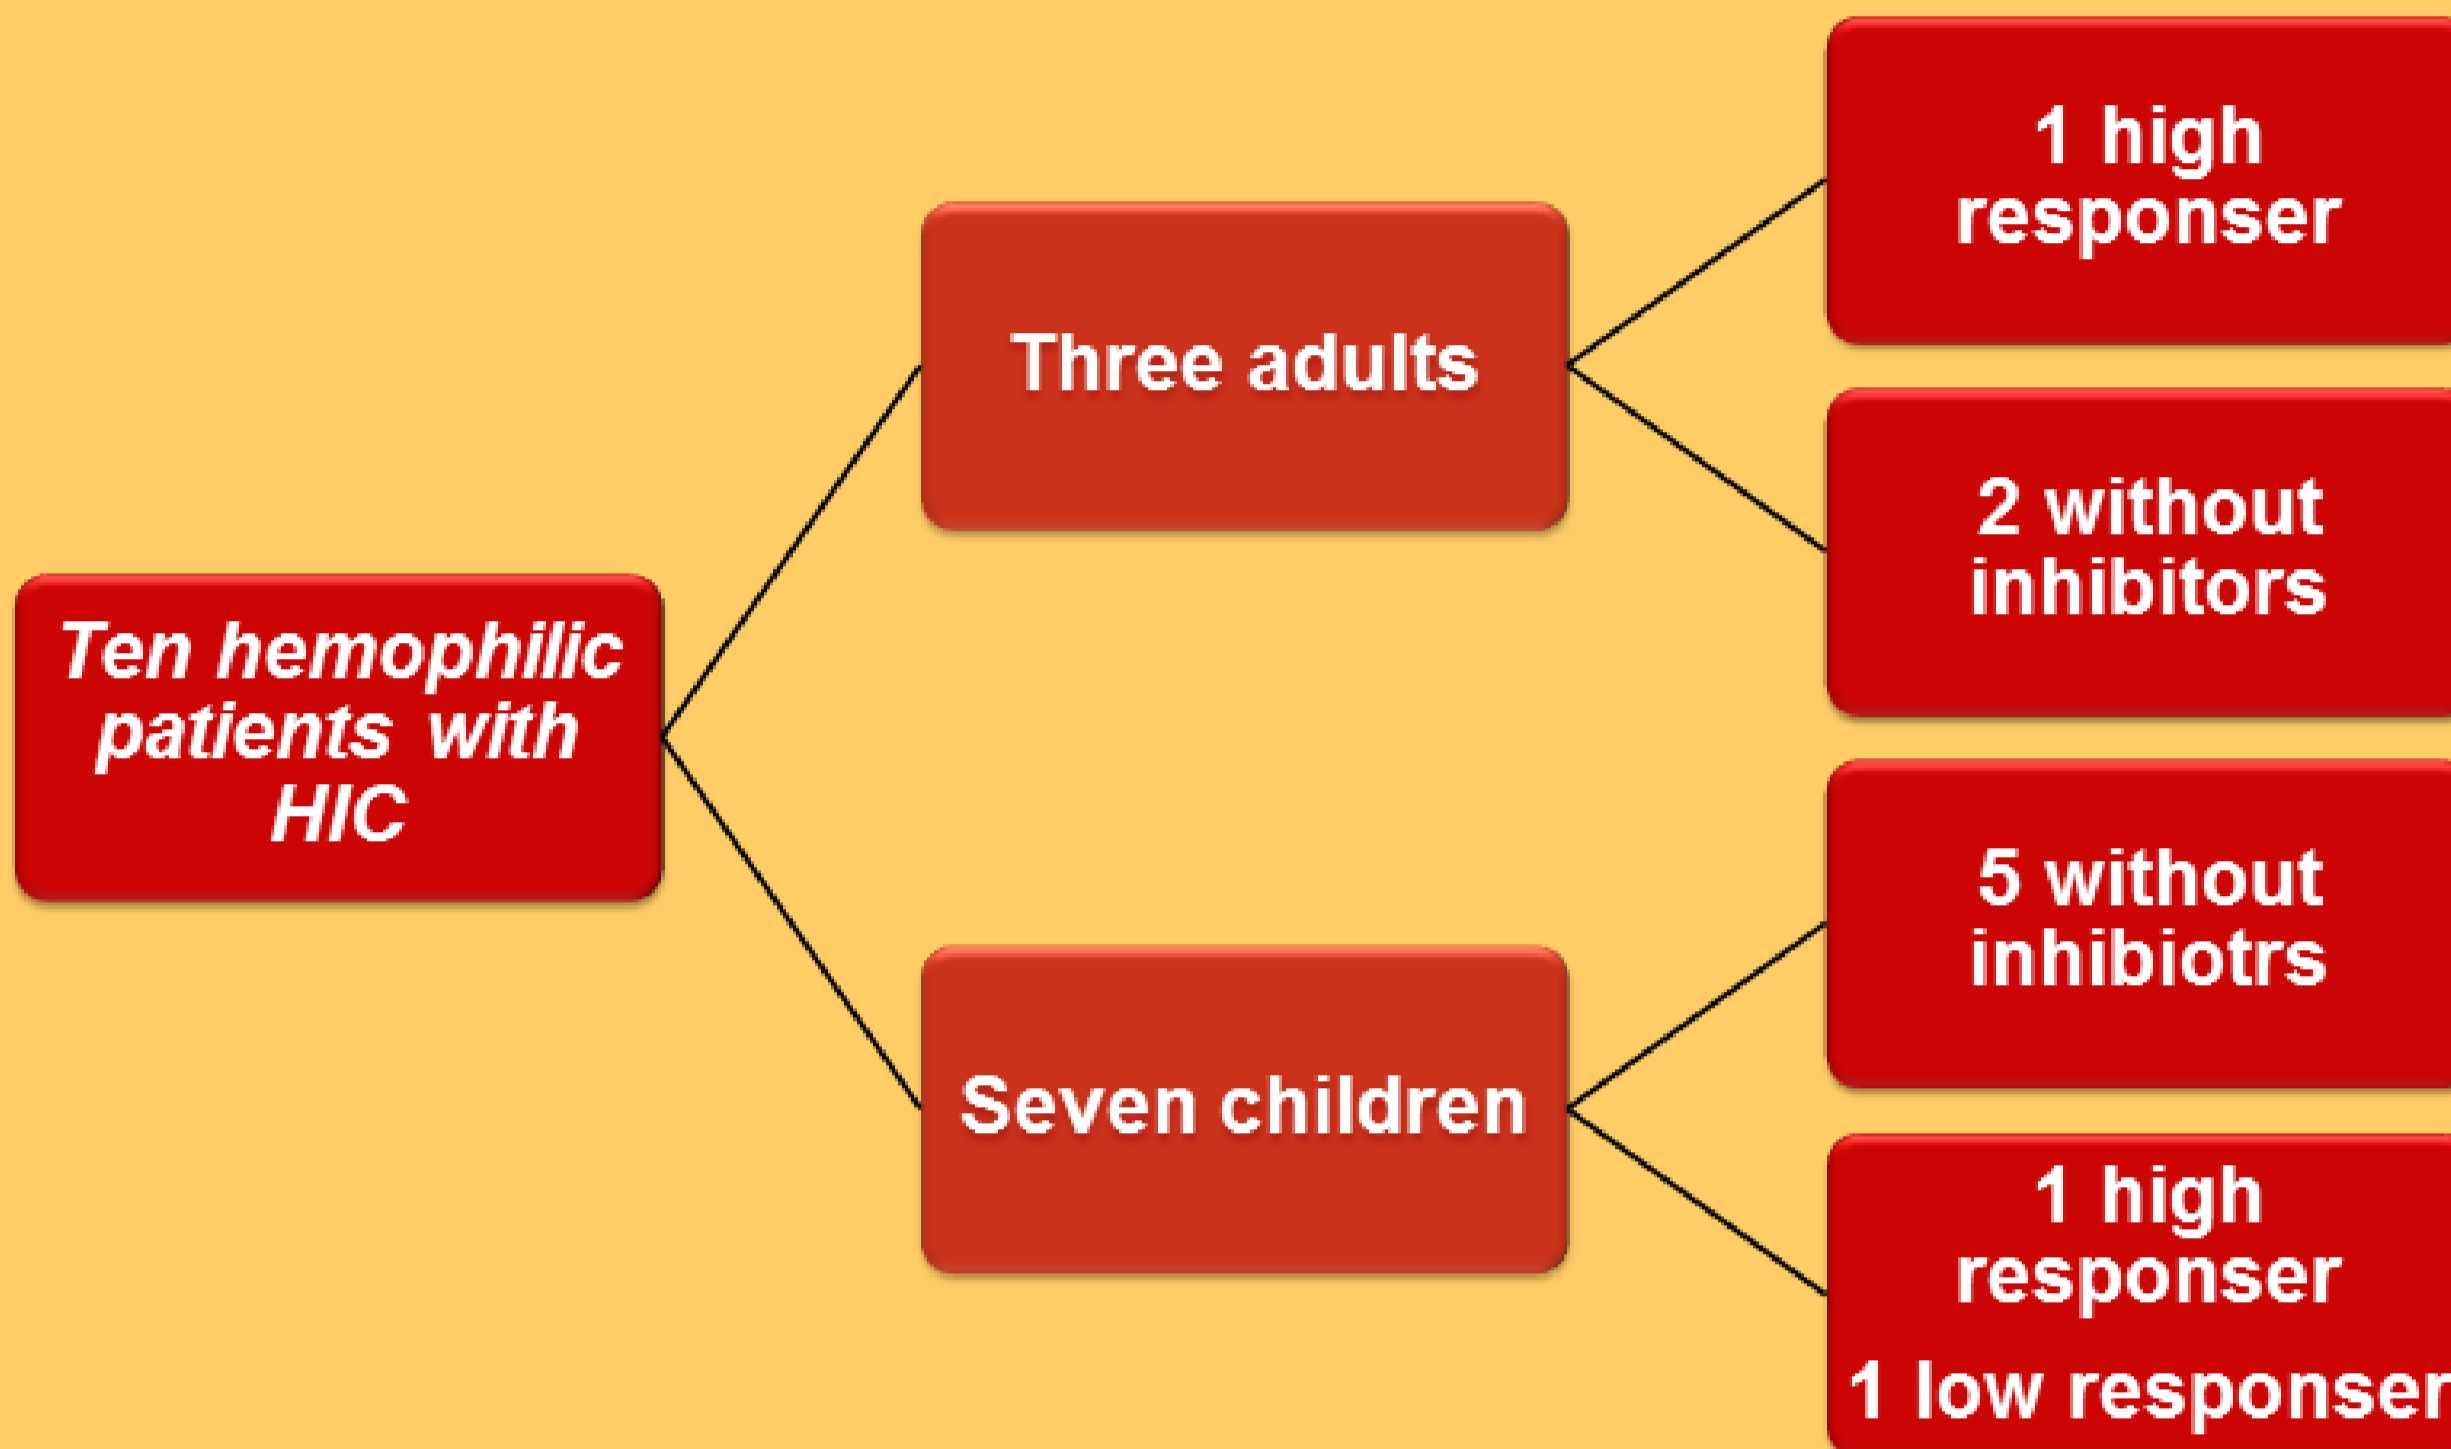 Ten hemophilic
patients with
HIC
Three adults
Seven children
1 high
responser
2 without
inhibitors
5 without
inhibiotrs
1 high
responser
1 low responser